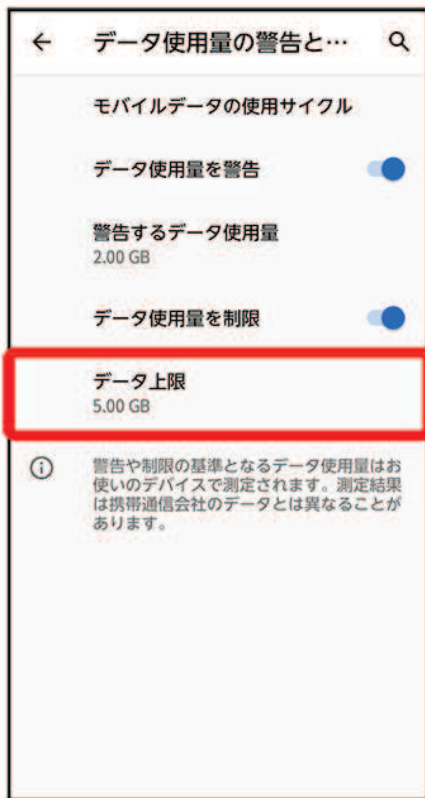 データ使用量の警告と…
モバイルデータの使用サイクル
データ使用量を警告
警告するデータ使用量
2.00 GB
データ使用量を制限
データ上限
5.00 GB
警告や制限の基準となるデータ使用量はお
使いのデバイスで測定されます。測定結果
は携帯通信会社のデータとは異なることが
あります。